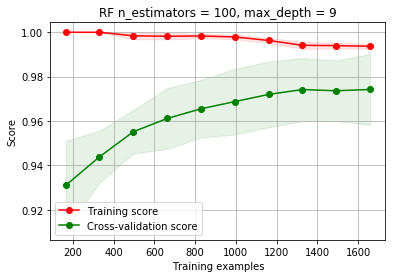 RF n_estimators = 100, max_depth = 9
1.00
0.98
0.96
0.94
0.92
Score
Training score
Cross-validation score
200 400 600 800 1000 1200 1400 1600
Training examples